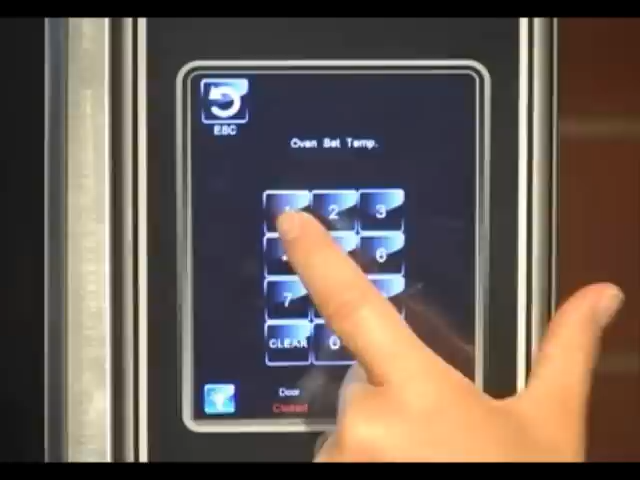 ESC
Oven Set Temp.
1 2 3
6
7
CLEAR 0
Door
Closed